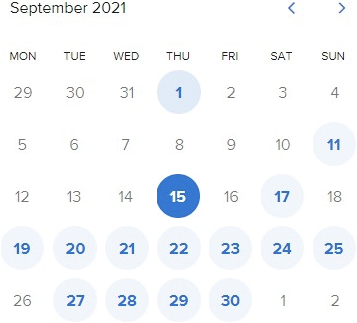 September 2021
MON TUE WED THU FRI SAT SUN
29 30 31 1 2 3 4
5 6 7 8 9 10 11
12 13 14 15 16 17 18
19 20 21 22 23 24 25
26 27 28 29 30 1 2